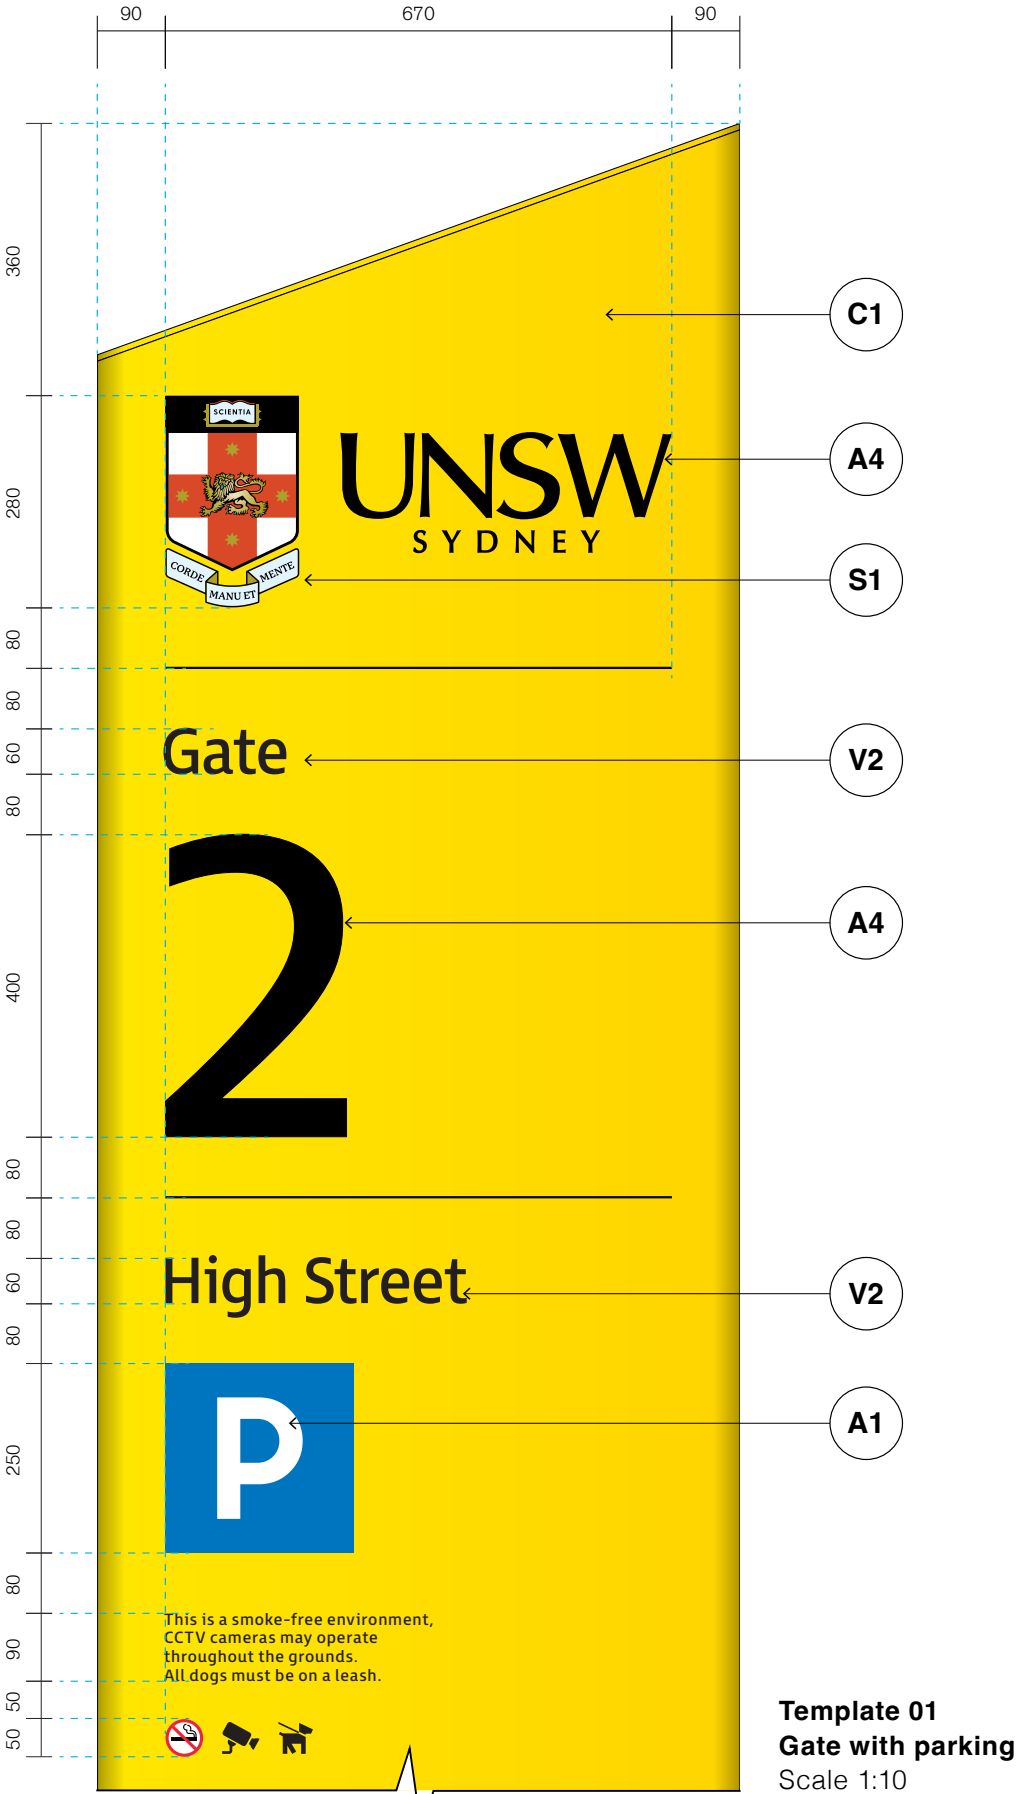 90 670 90
360
C1
SCIENTIA
UNSW
SYDNEY
A4
280
CORDE MANU ET MENTE
S1
80
80
Gate
60
V2
80
2
A4
400
80
80
High Street
60
V2
80
P
A1
250
80
This is a smoke-free environment,
CCTV cameras may operate
throughout the grounds.
All dogs must be on a leash.
90
50
50
Template 01
Gate with parking
Scale 1:10